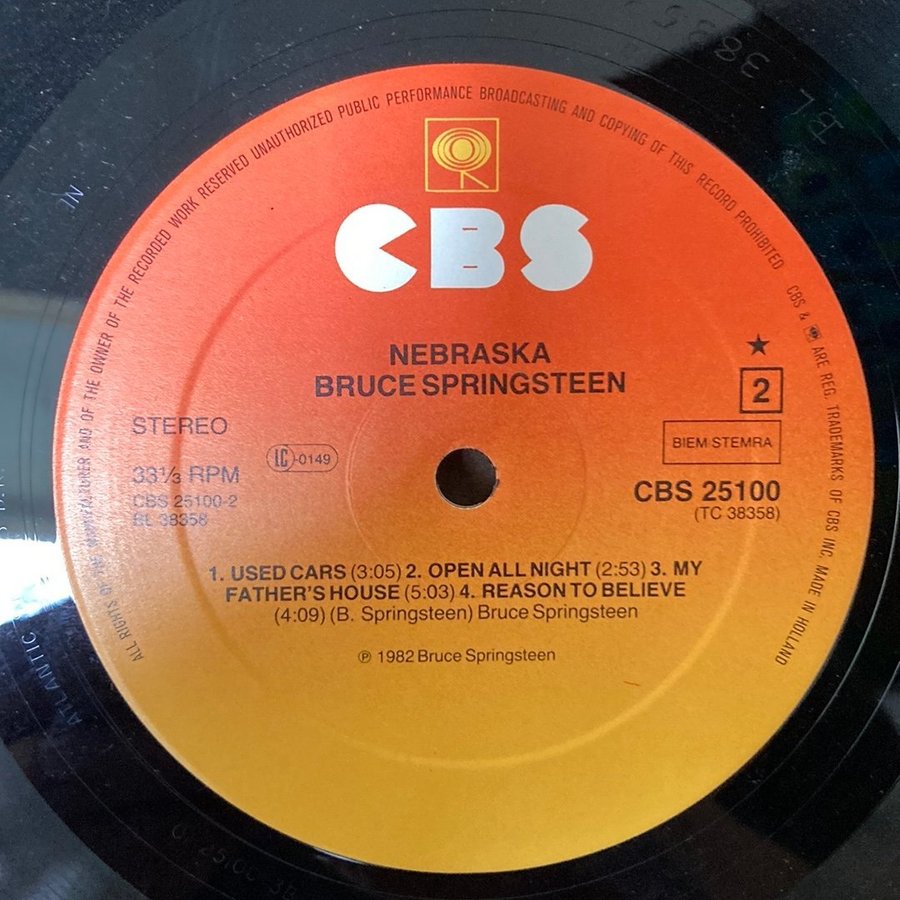 ALL RIGHTS OF THE MANUFACTURER AND OF THE OWNER OF THE RECORDED WORK RESERVED UNAUTHORIZED PUBLIC PERFORMANCE BROADCASTING AND COPYING OF THIS RECORD PROHIBITED
CBS & ARE REG. TRADEMARKS OF CBS INC. MADE IN HOLLAND
CBS
NEBRASKA
BRUCE SPRINGSTEEN
★
2
STEREO
LC-0149
BIEM STEMRA
33 1/3 RPM
CBS 25100
CBS 25100-2
(TC 38358)
BL 38358
1. USED CARS (3:05) 2. OPEN ALL NIGHT (2:53) 3. MY
FATHER'S HOUSE (5:03) 4. REASON TO BELIEVE
(4:09) (B. Springsteen) Bruce Springsteen
℗ 1982 Bruce Springsteen
ATLANTIC